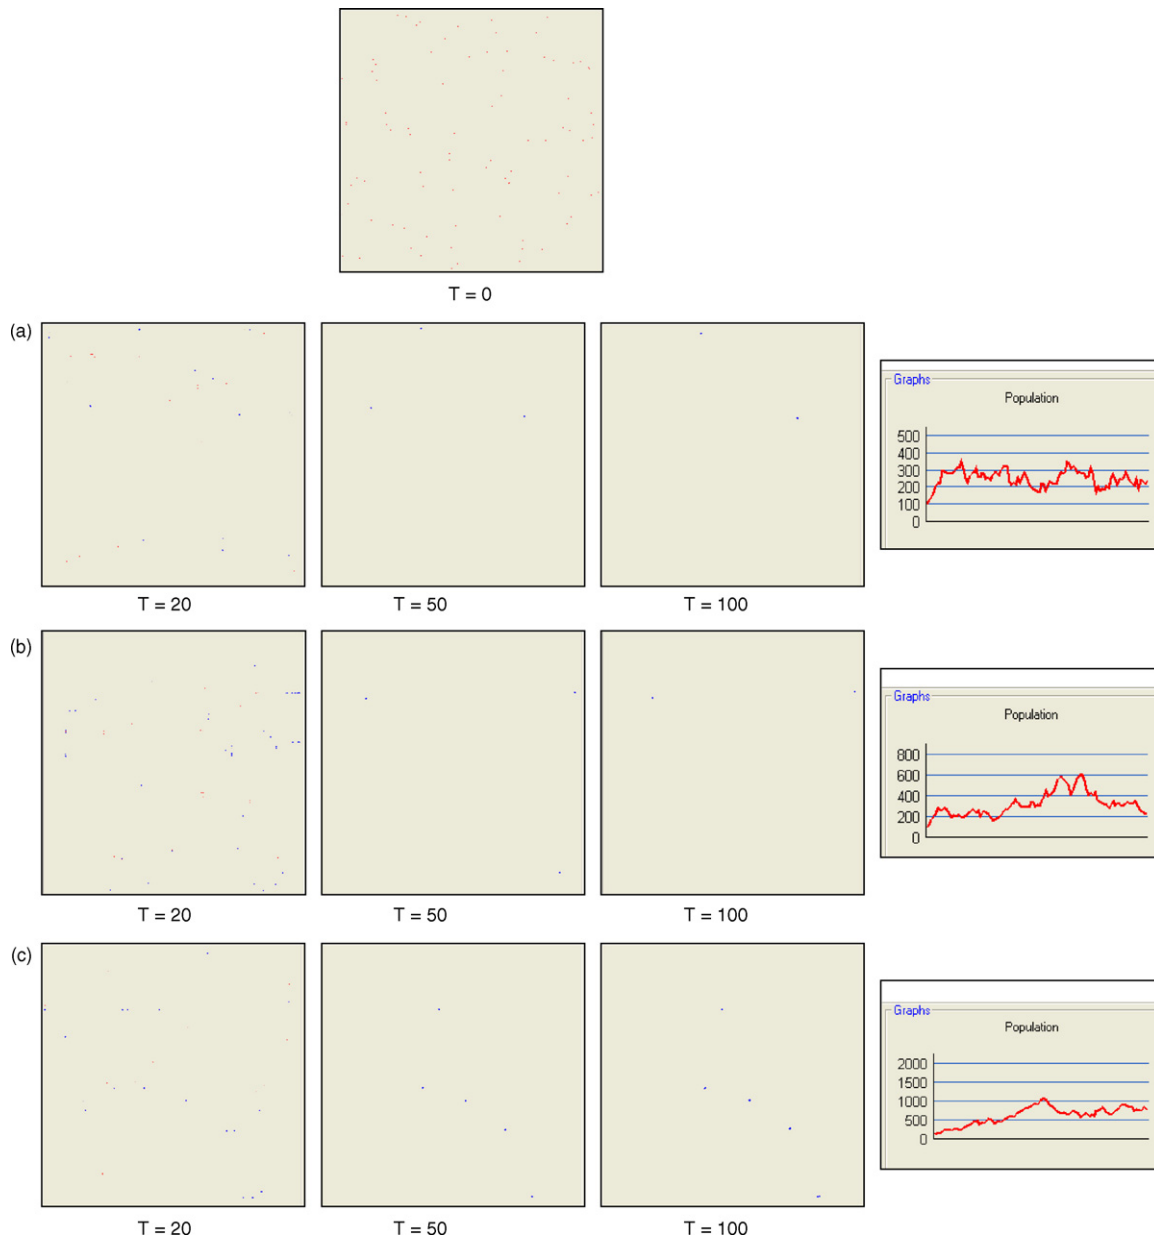 T = 0
(a)
T = 20
T = 50
T = 100
Graphs
Population
500
400
300
200
100
0
(b)
T = 20
T = 50
T = 100
Graphs
Population
800
600
400
200
0
(c)
T = 20
T = 50
T = 100
Graphs
Population
2000
1500
1000
500
0